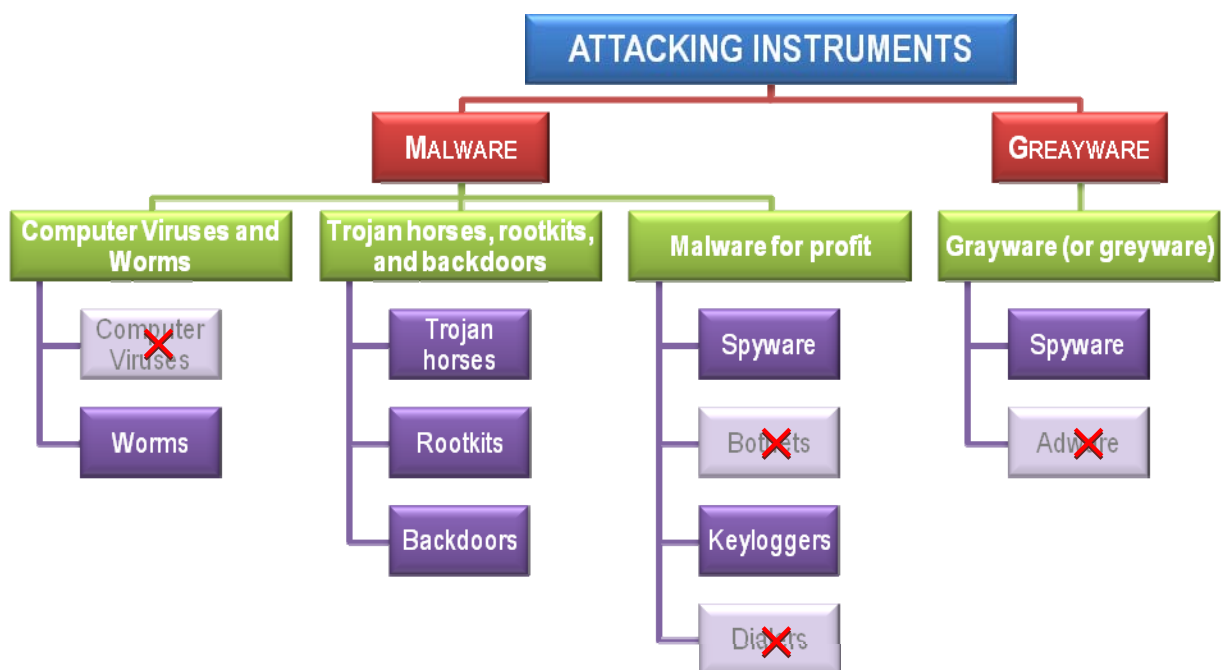 ATTACKING INSTRUMENTS
MALWARE
GREAYWARE
Computer Viruses and
Worms
Trojan horses, rootkits,
and backdoors
Malware for profit
Grayware (or greyware)
Computer
Viruses
Worms
Trojan
horses
Rootkits
Backdoors
Spyware
Botnets
Keyloggers
Dialers
Spyware
Adware